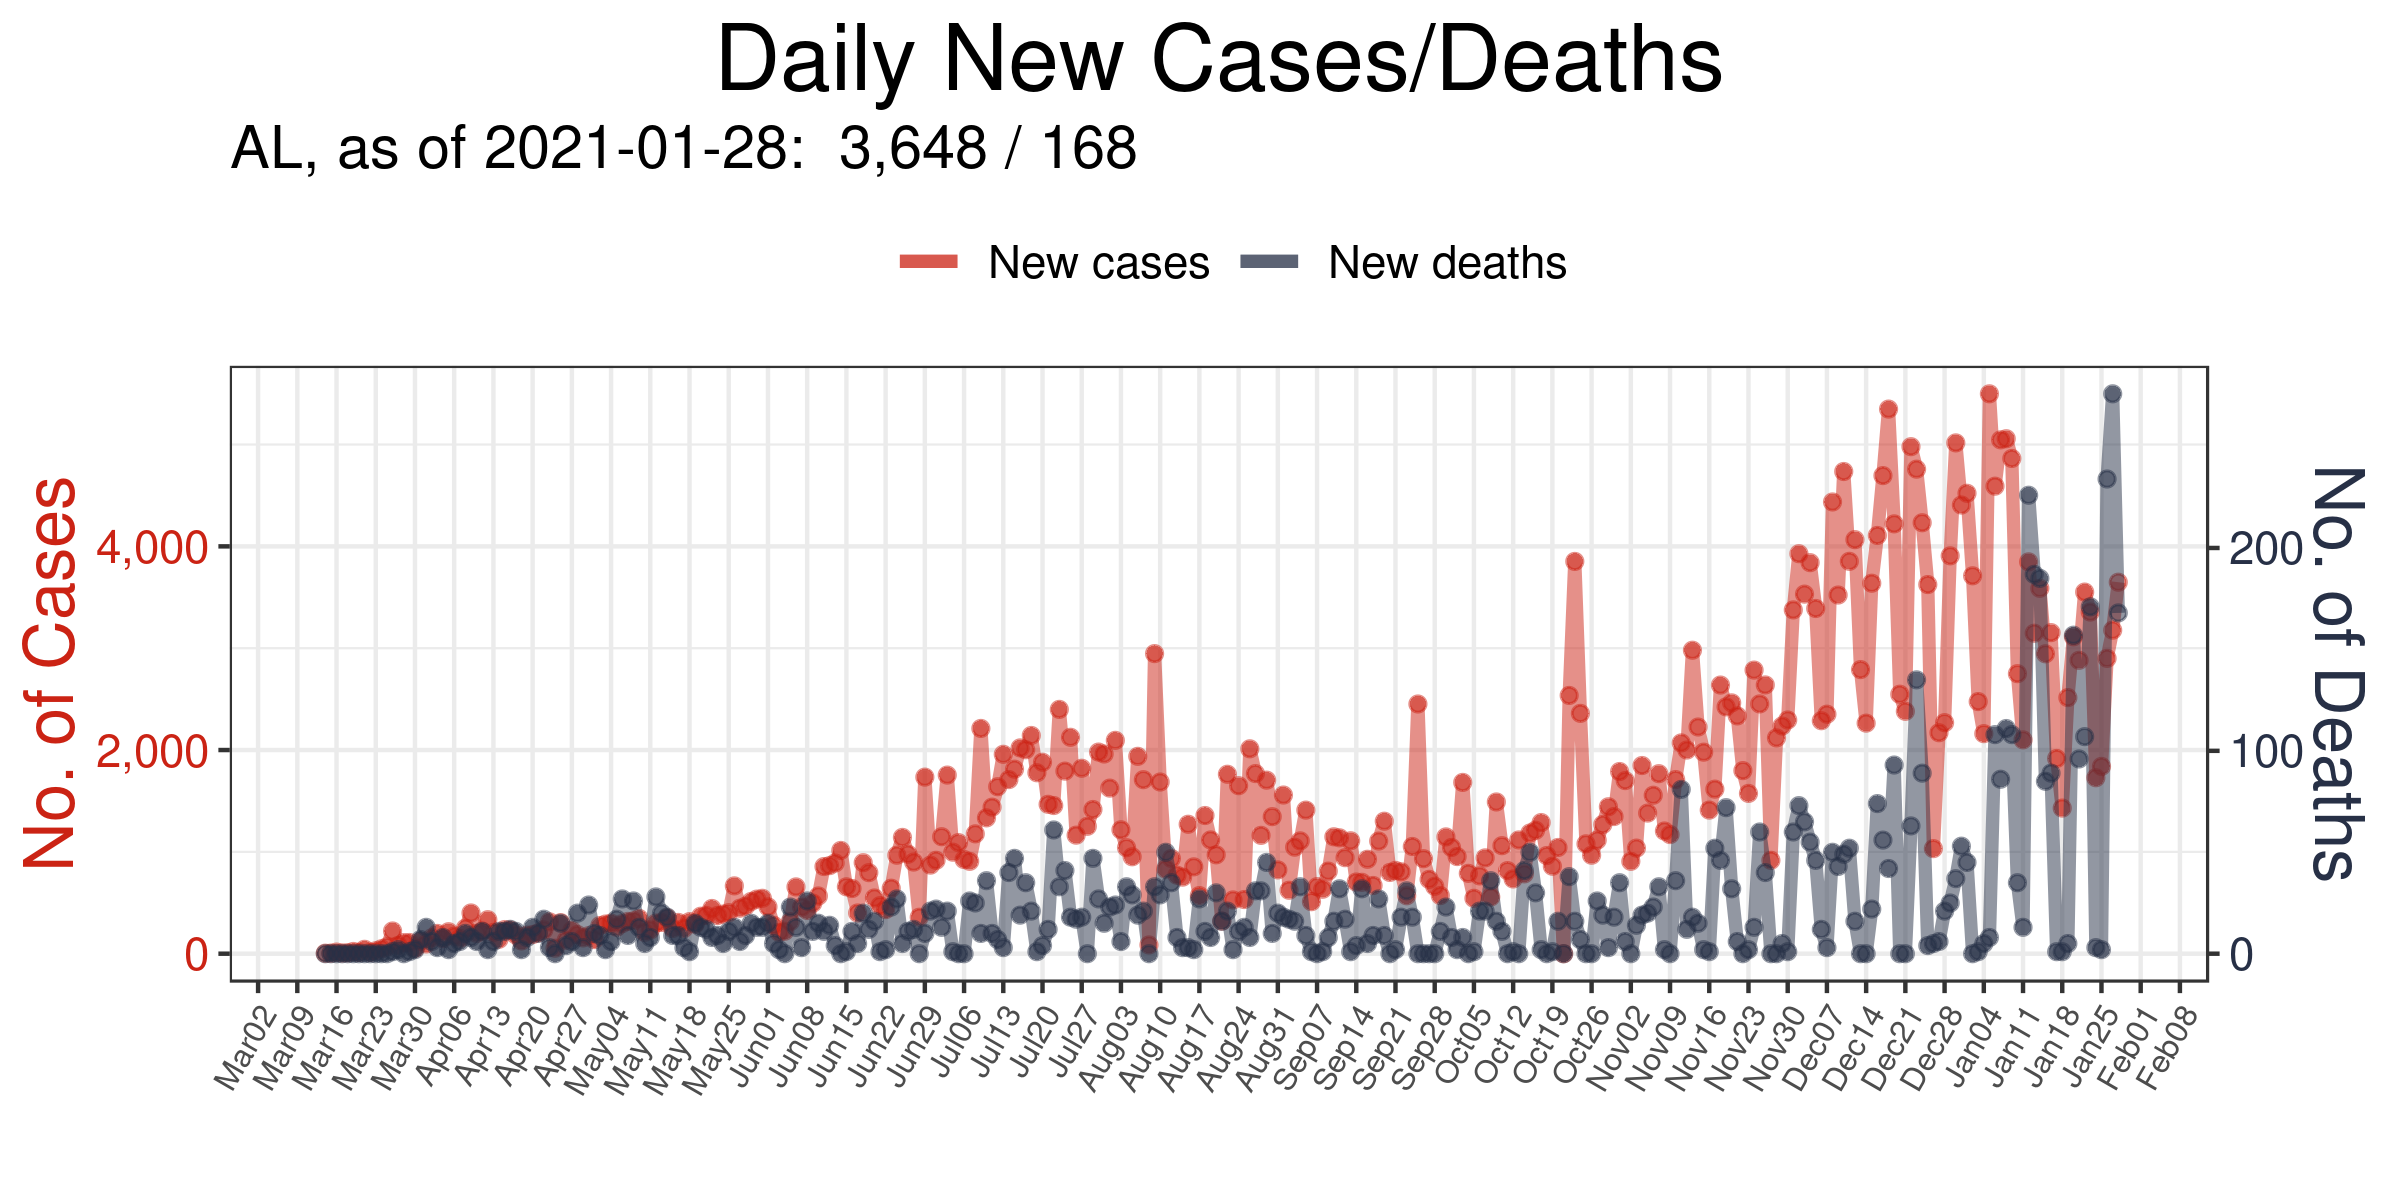 Daily New Cases/Deaths
AL, as of 2021-01-28:  3,648 / 168
New cases
New deaths
No. of Cases
4,000
2,000
0
No. of Deaths
200
100
0
Mar02
Mar09
Mar16
Mar23
Mar30
Apr06
Apr13
Apr20
Apr27
May04
May11
May18
May25
Jun01
Jun08
Jun15
Jun22
Jun29
Jul06
Jul13
Jul20
Jul27
Aug03
Aug10
Aug17
Aug24
Aug31
Sep07
Sep14
Sep21
Sep28
Oct05
Oct12
Oct19
Oct26
Nov02
Nov09
Nov16
Nov23
Nov30
Dec07
Dec14
Dec21
Dec28
Jan04
Jan11
Jan18
Jan25
Feb01
Feb08